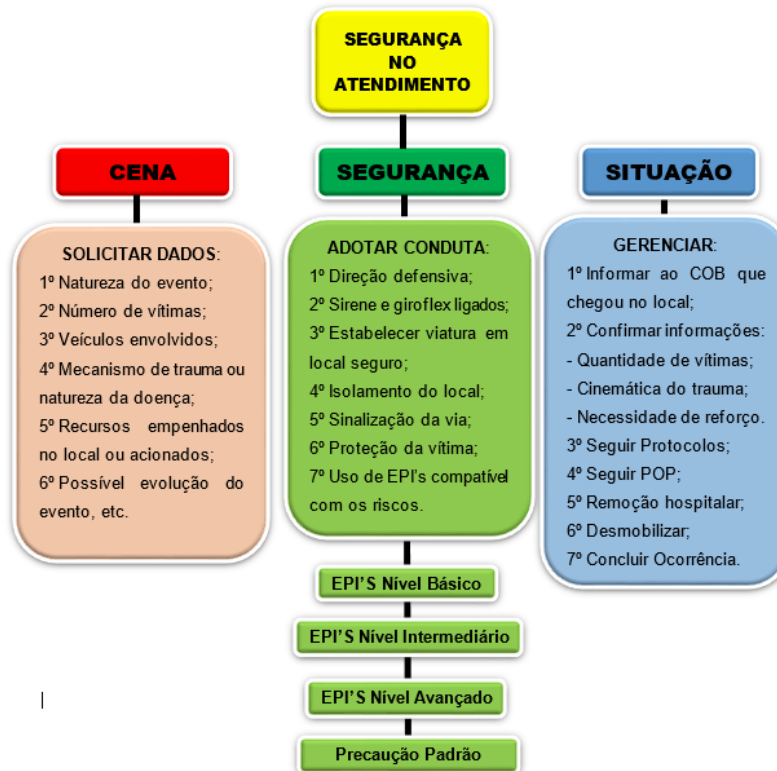 SEGURANÇA
NO
ATENDIMENTO
CENA
SOLICITAR DADOS:
1º Natureza do evento;
2º Número de vítimas;
3º Veículos envolvidos;
4º Mecanismo de trauma ou
natureza da doença;
5º Recursos empenhados
no local ou acionados;
6º Possível evolução do
evento, etc.
SEGURANÇA
ADOTAR CONDUTA:
1º Direção defensiva;
2º Sirene e giroflex ligados;
3º Estabelecer viatura em
local seguro;
4º Isolamento do local;
5º Sinalização da via;
6º Proteção da vítima;
7º Uso de EPI's compatível
com os riscos.
EPI'S Nível Básico
EPI'S Nível Intermediário
EPI'S Nível Avançado
Precaução Padrão
SITUAÇÃO
GERENCIAR:
1º Informar ao COB que
chegou no local;
2º Confirmar informações:
- Quantidade de vítimas;
- Cinemática do trauma;
- Necessidade de reforço.
3º Seguir Protocolos;
4º Seguir POP;
5º Remoção hospitalar;
6º Desmobilizar;
7º Concluir Ocorrência.